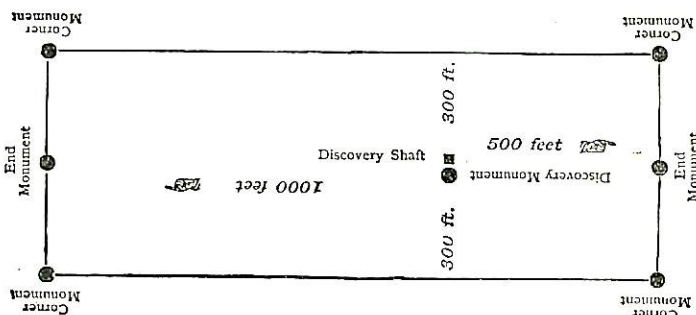 Corner
Monument
Corner
Monument
300 ft.
500 feet
End
Monument
Discovery Shaft
End
Monument
Discovery Monument
1000 feet
300 ft.
Corner
Monument
Corner
Monument